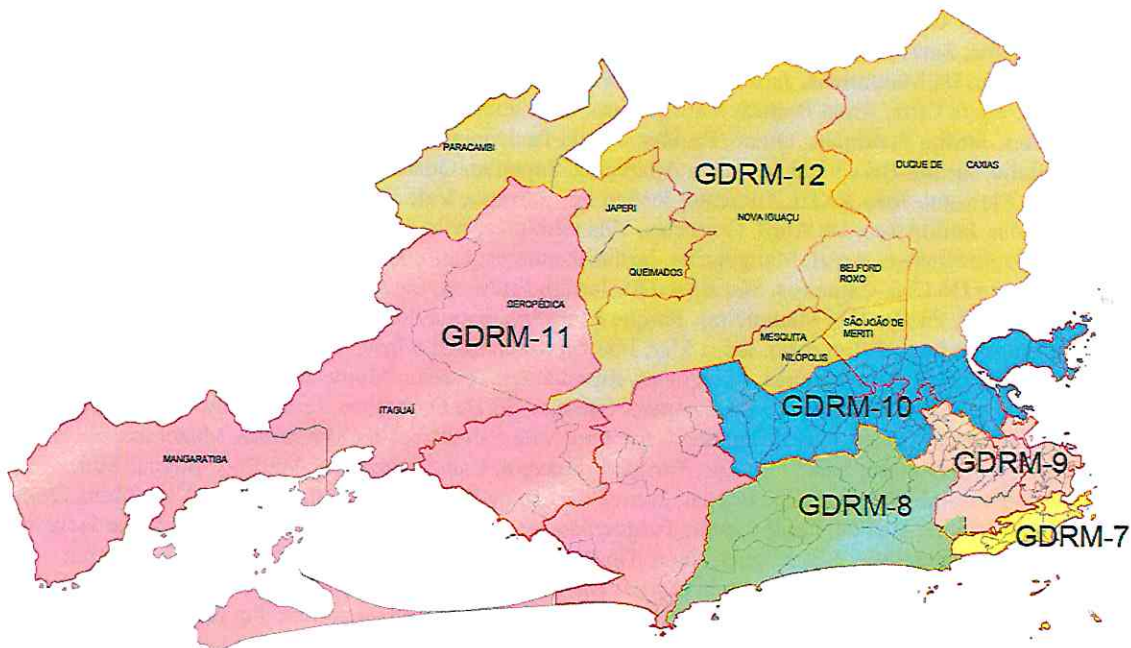 PARACAMBI
DUQUE DE CAXIAS
GDRM-12
JAPERI
NOVA IGUAÇU
QUEIMADOS
BELFORD
ROXO
SEROPÉDICA
GDRM-11
MESQUITA
SÃO JOÃO DE
MERITI
NILÓPOLIS
ITAGUAÍ
GDRM-10
MANGARATIBA
GDRM-9
GDRM-8
GDRM-7